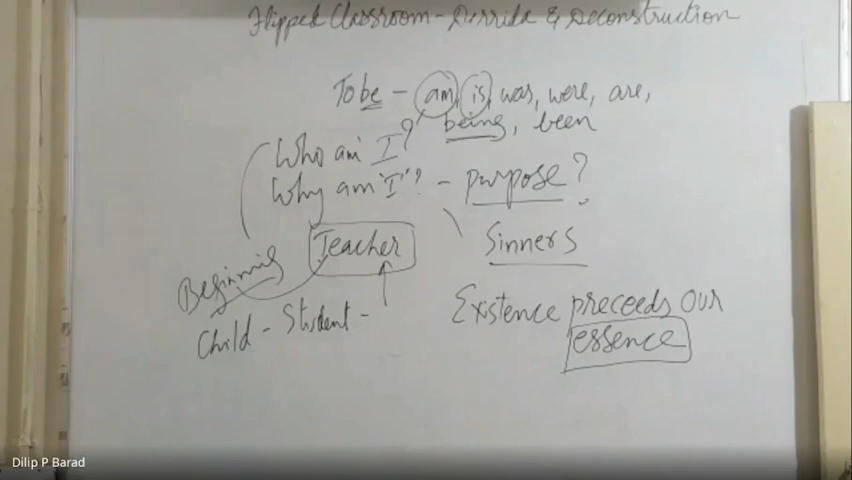 Flipped Classroom - Derrida & Deconstruction
To be - am, is, was, were, are,
being, been
Who am I?
Why am 'I'? - purpose?
Teacher
Sinners
Beginning
Child - Student -
Existence preceeds our
essence
Dilip P Barad